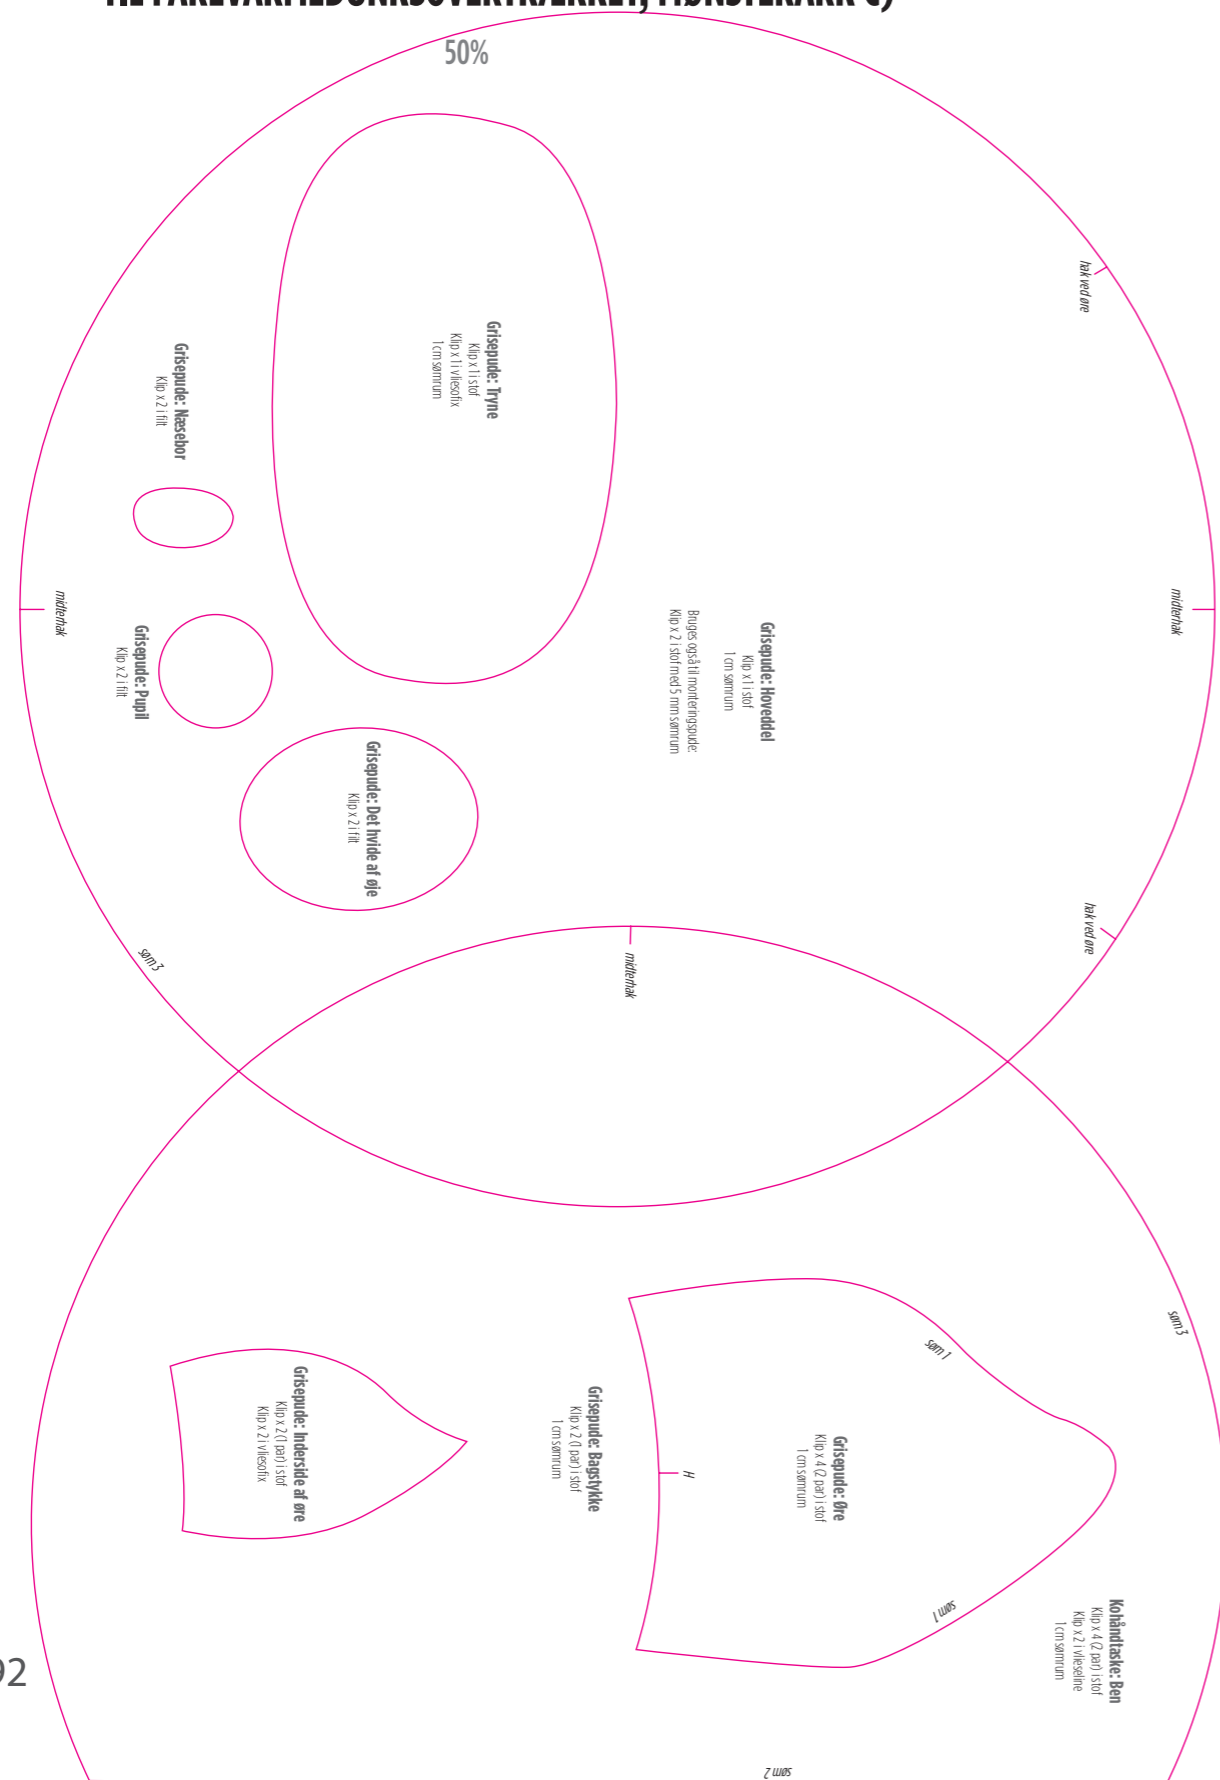 50%
hak ved øre
midterhak
Grisepude: Tryne
Klip x 1 i stof
Klip x 1 i vliesofix
1 cm sømrum
Grisepude: Næsebor
Klip x 2 i filt
midterhak
Grisepude: Pupil
Klip x 2 i filt
Grisepude: Hoveddel
Klip x 1 i stof
1 cm sømrum
Bruges også til monteringspude:
Klip x 2 i stof med 5 mm sømrum
Grisepude: Det hvide af øje
Klip x 2 i filt
hak ved øre
søm 3
midterhak
søm 3
søm 1
Grisepude: Inderside af øre
Klip x 2 (1 par) i stof
Klip x 2 i vliesofix
Grisepude: Bagstykke
Klip x 2 (1 par) i stof
1 cm sømrum
H
Grisepude: Øre
Klip x 4 (2 par) i stof
1 cm sømrum
søm 1
Kohåndtaske: Ben
Klip x 4 (2 par) i stof
Klip x 2 i vlieseline
1 cm sømrum
92
søm 2